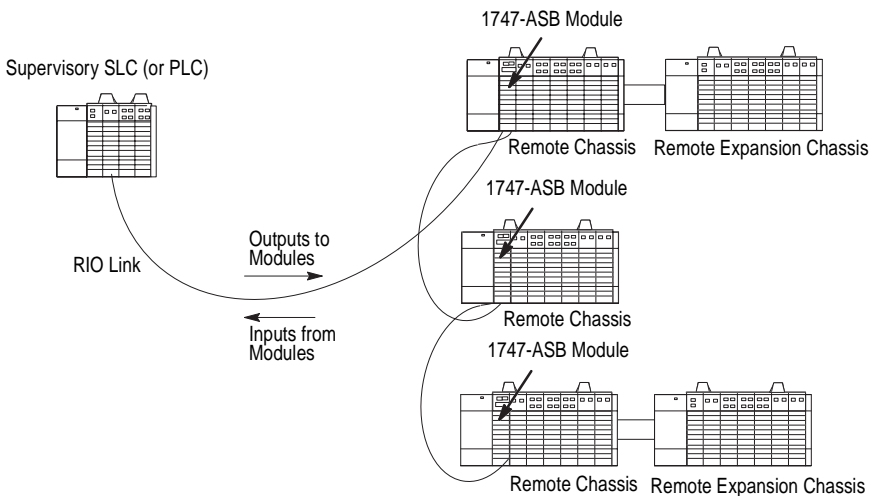 1747-ASB Module
Supervisory SLC (or PLC)
Remote Chassis
Remote Expansion Chassis
1747-ASB Module
Outputs to
Modules
RIO Link
Inputs from
Modules
Remote Chassis
1747-ASB Module
Remote Chassis
Remote Expansion Chassis